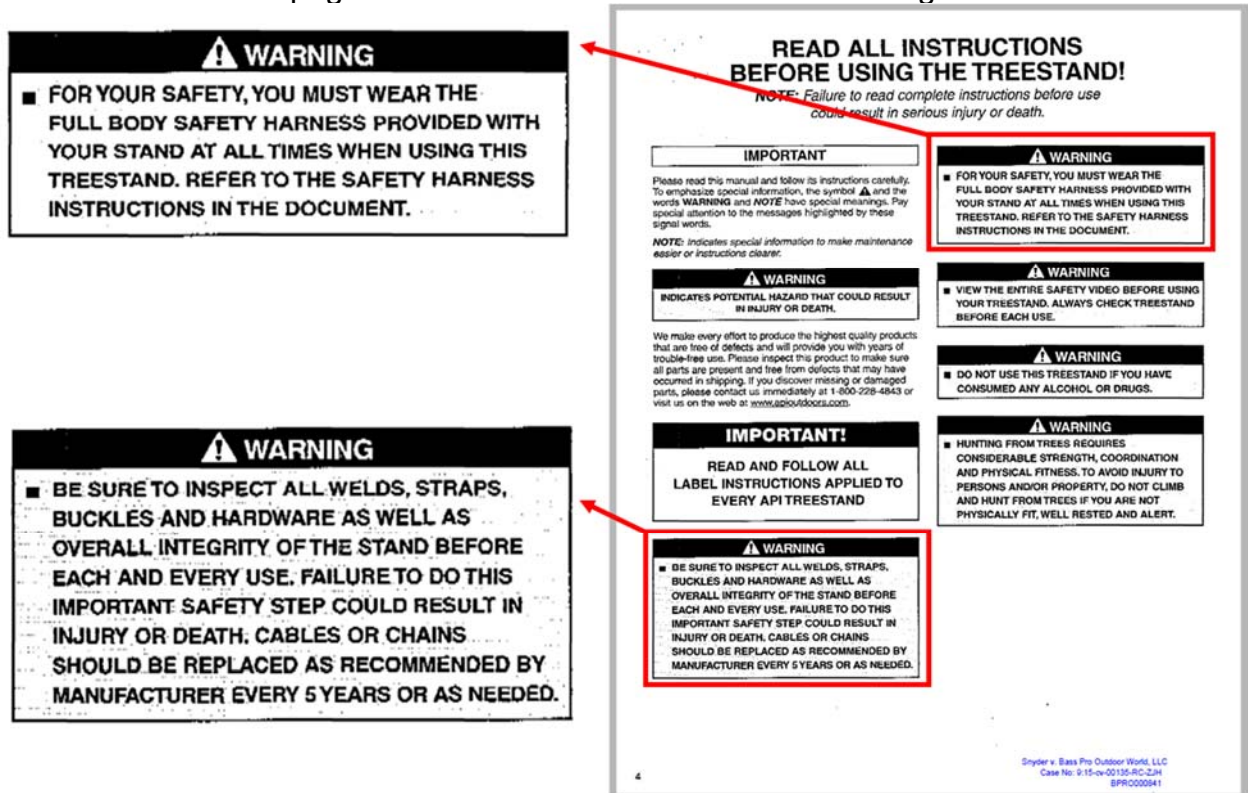 ⚠ WARNING
■ FOR YOUR SAFETY, YOU MUST WEAR THE
FULL BODY SAFETY HARNESS PROVIDED WITH
YOUR STAND AT ALL TIMES WHEN USING THIS
TREESTAND. REFER TO THE SAFETY HARNESS
INSTRUCTIONS IN THE DOCUMENT.
⚠ WARNING
■ BE SURE TO INSPECT ALL WELDS, STRAPS,
BUCKLES AND HARDWARE AS WELL AS
OVERALL INTEGRITY OF THE STAND BEFORE
EACH AND EVERY USE. FAILURE TO DO THIS
IMPORTANT SAFETY STEP COULD RESULT IN
INJURY OR DEATH. CABLES OR CHAINS
SHOULD BE REPLACED AS RECOMMENDED BY
MANUFACTURER EVERY 5 YEARS OR AS NEEDED.
READ ALL INSTRUCTIONS
BEFORE USING THE TREESTAND!
NOTE: Failure to read complete instructions before use
could result in serious injury or death.
IMPORTANT
Please read this manual and follow its instructions carefully.
To emphasize special information, the symbol ⚠ and the
words WARNING and NOTE have special meanings. Pay
special attention to the messages highlighted by these
signal words.
NOTE: Indicates special information to make maintenance
easier or instructions clearer.
⚠ WARNING
INDICATES POTENTIAL HAZARD THAT COULD RESULT
IN INJURY OR DEATH.
We make every effort to produce the highest quality products
that are free of defects and will provide you with years of
trouble-free use. Please inspect this product to make sure
all parts are present and free from defects that may have
occurred in shipping. If you discover missing or damaged
parts, please contact us immediately at 1-800-228-4843 or
visit us on the web at www.apioutdoors.com.
IMPORTANT!
READ AND FOLLOW ALL
LABEL INSTRUCTIONS APPLIED TO
EVERY API TREESTAND
⚠ WARNING
■ BE SURE TO INSPECT ALL WELDS, STRAPS,
BUCKLES AND HARDWARE AS WELL AS
OVERALL INTEGRITY OF THE STAND BEFORE
EACH AND EVERY USE. FAILURE TO DO THIS
IMPORTANT SAFETY STEP COULD RESULT IN
INJURY OR DEATH. CABLES OR CHAINS
SHOULD BE REPLACED AS RECOMMENDED BY
MANUFACTURER EVERY 5 YEARS OR AS NEEDED.
⚠ WARNING
■ FOR YOUR SAFETY, YOU MUST WEAR THE
FULL BODY SAFETY HARNESS PROVIDED WITH
YOUR STAND AT ALL TIMES WHEN USING THIS
TREESTAND. REFER TO THE SAFETY HARNESS
INSTRUCTIONS IN THE DOCUMENT.
⚠ WARNING
■ VIEW THE ENTIRE SAFETY VIDEO BEFORE USING
YOUR TREESTAND. ALWAYS CHECK TREESTAND
BEFORE EACH USE.
⚠ WARNING
■ DO NOT USE THIS TREESTAND IF YOU HAVE
CONSUMED ANY ALCOHOL OR DRUGS.
⚠ WARNING
■ HUNTING FROM TREES REQUIRES
CONSIDERABLE STRENGTH, COORDINATION
AND PHYSICAL FITNESS. TO AVOID INJURY TO
PERSONS AND/OR PROPERTY, DO NOT CLIMB
AND HUNT FROM TREES IF YOU ARE NOT
PHYSICALLY FIT, WELL RESTED AND ALERT.
4
Snyder v. Bass Pro Outdoor World, LLC
Case No: 9:15-cv-00135-RC-ZJH
BPRO000841